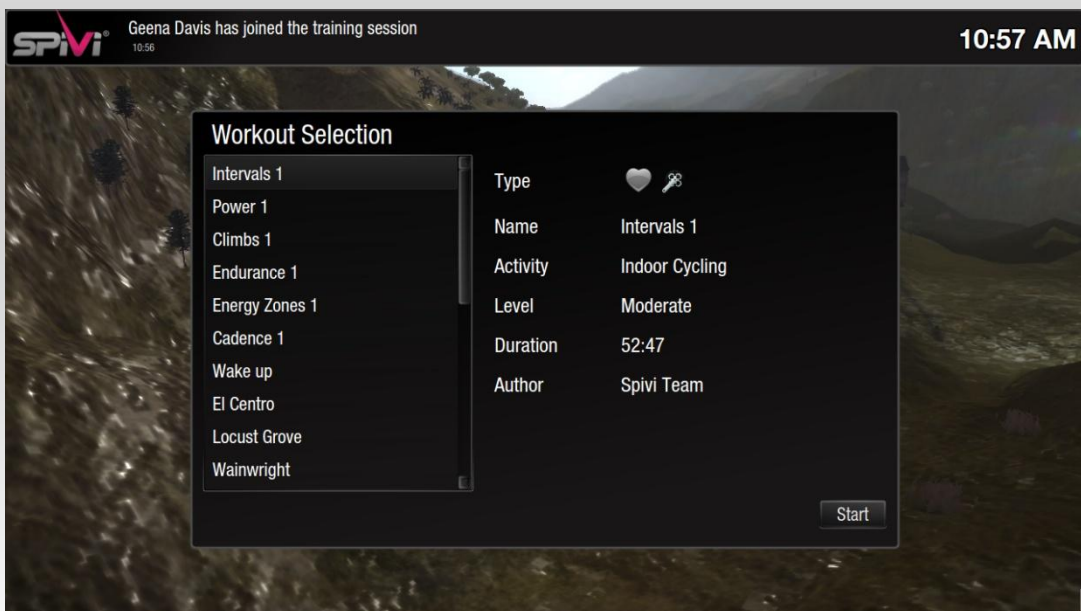 SPiVi®
Geena Davis has joined the training session
10:56
10:57 AM
Workout Selection
Intervals 1
Power 1
Climbs 1
Endurance 1
Energy Zones 1
Cadence 1
Wake up
El Centro
Locust Grove
Wainwright
Type
Name Intervals 1
Activity Indoor Cycling
Level Moderate
Duration 52:47
Author Spivi Team
Start